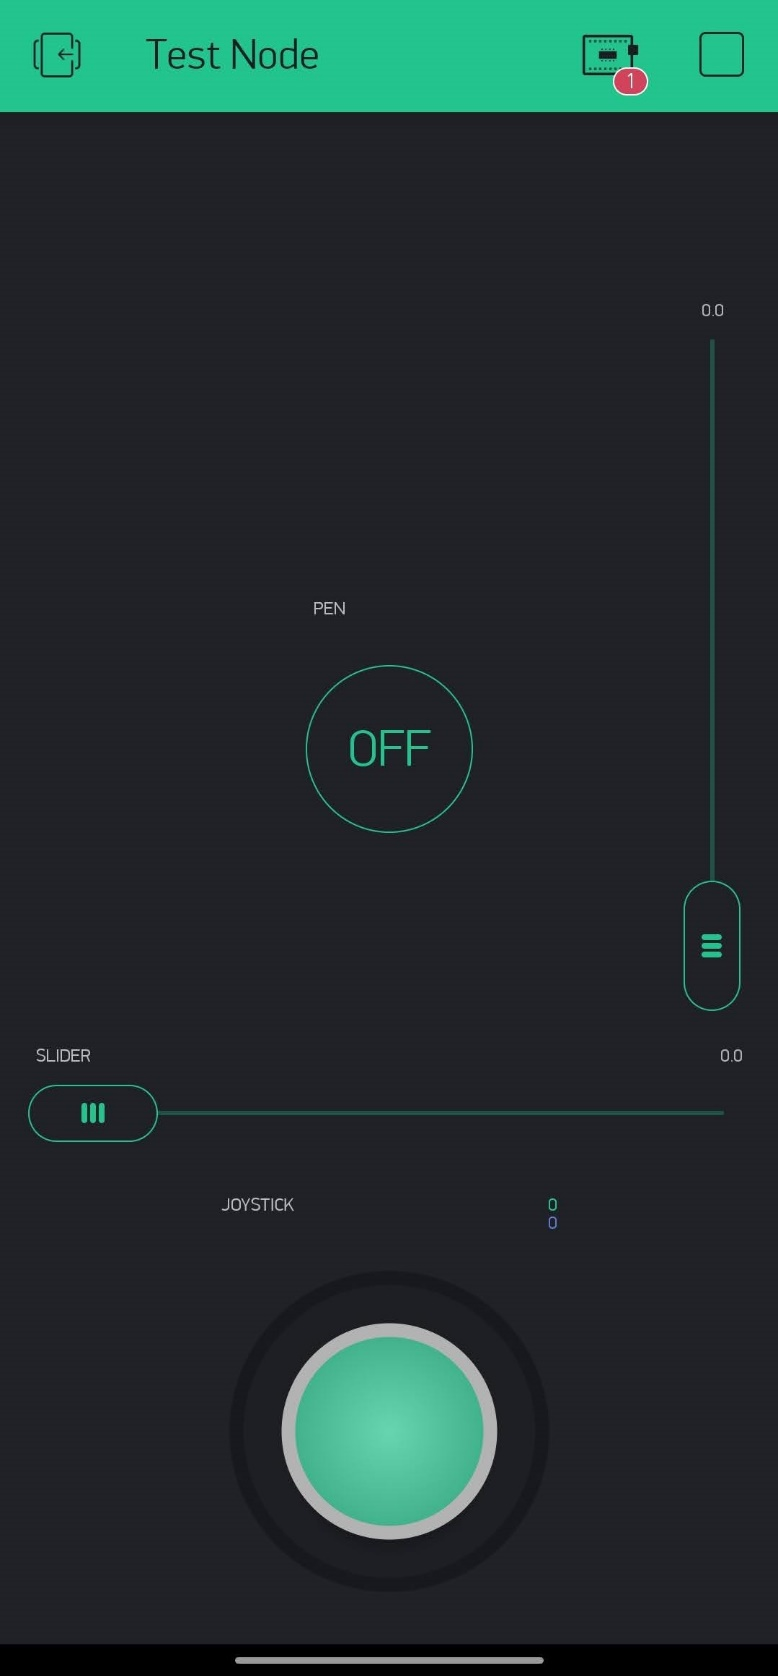 Test Node
1
0.0
PEN
OFF
SLIDER 0.0
JOYSTICK 0
0